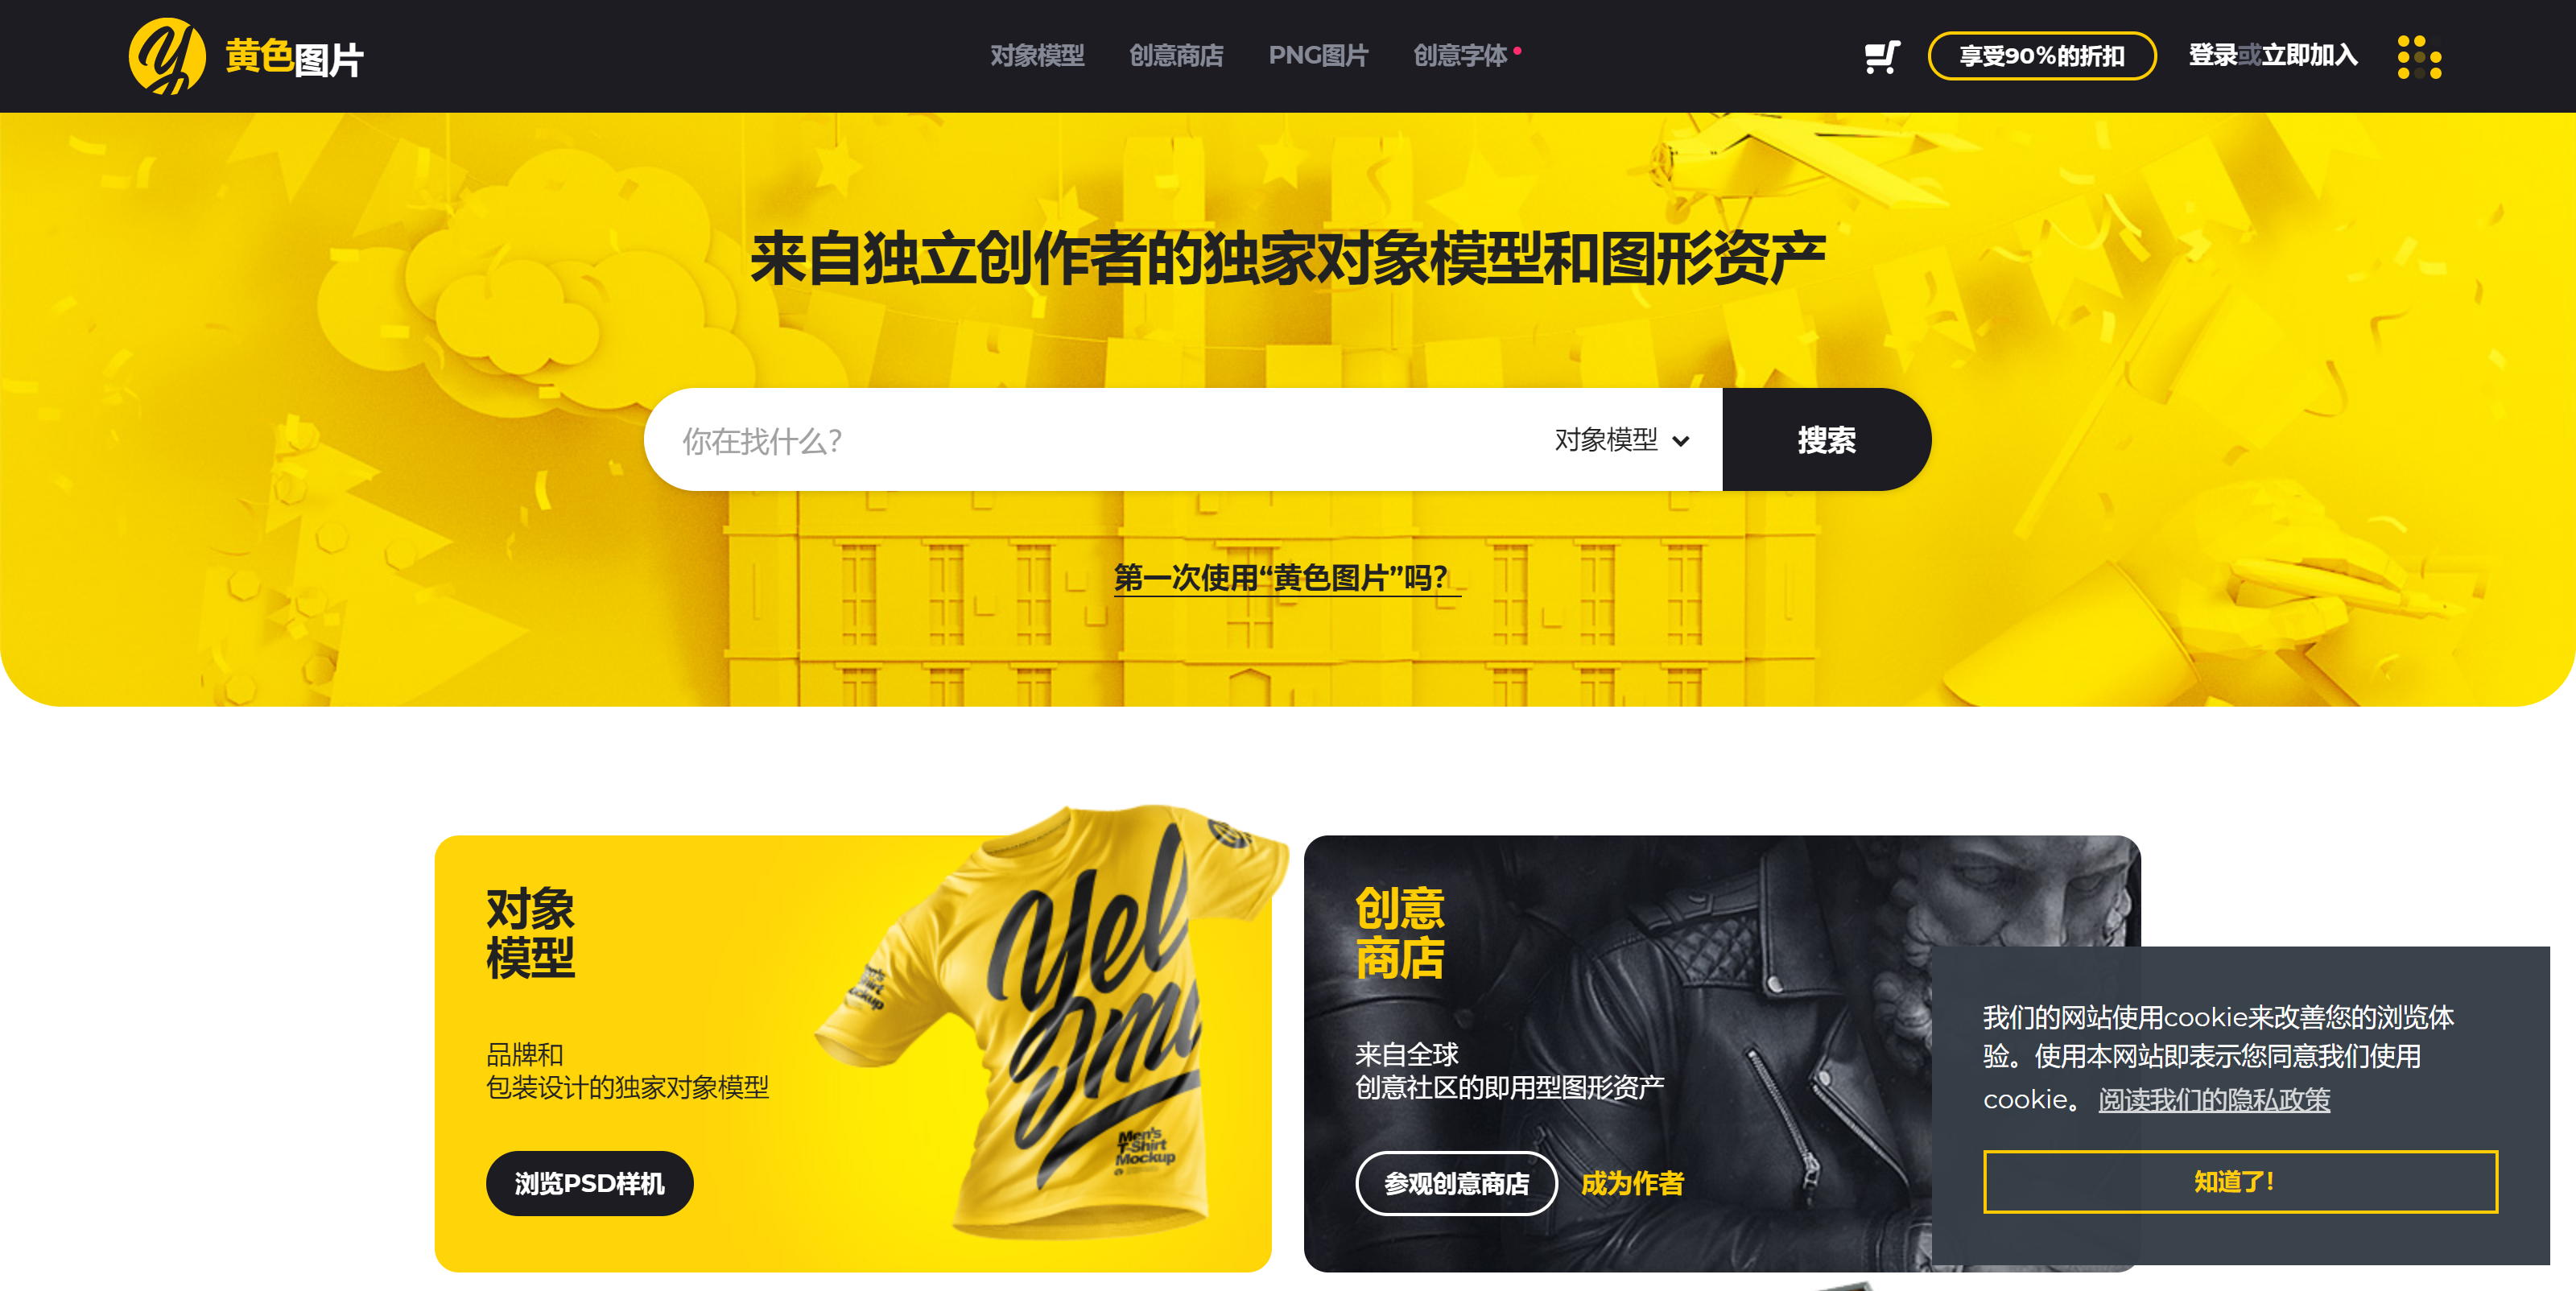 黄色图片
对象模型 创意商店 PNG图片 创意字体
享受90%的折扣
登录或立即加入
来自独立创作者的独家对象模型和图形资产
你在找什么?
对象模型
搜索
第一次使用“黄色图片”吗?
对象
模型
品牌和
包装设计的独家对象模型
浏览PSD样机
Yel
Jm
Men's
T-Shirt
Mockup
创意
商店
来自全球
创意社区的即用型图形资产
参观创意商店
成为作者
我们的网站使用cookie来改善您的浏览体
验。使用本网站即表示您同意我们使用
cookie。 阅读我们的隐私政策
知道了!